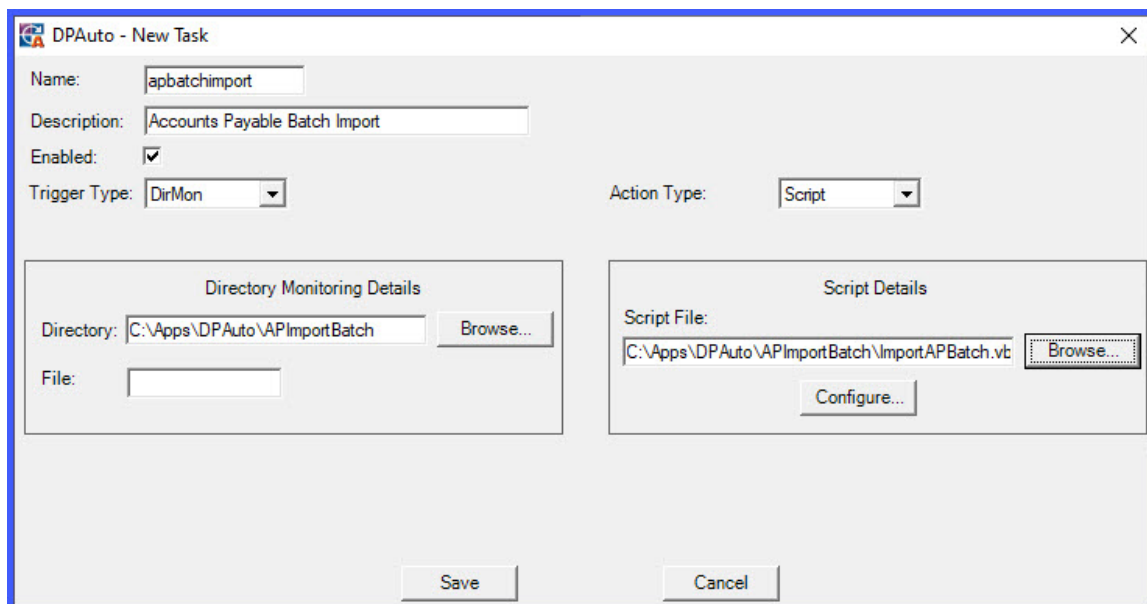 DPAuto - New Task
Name: apbatchimport
Description: Accounts Payable Batch Import
Enabled:
Trigger Type: DirMon
Action Type: Script
Directory Monitoring Details
Directory: C:\Apps\DPAuto\APImportBatch Browse...
File:
Script Details
Script File:
C:\Apps\DPAuto\APImportBatch\ImportAPBatch.vb Browse...
Configure...
Save Cancel